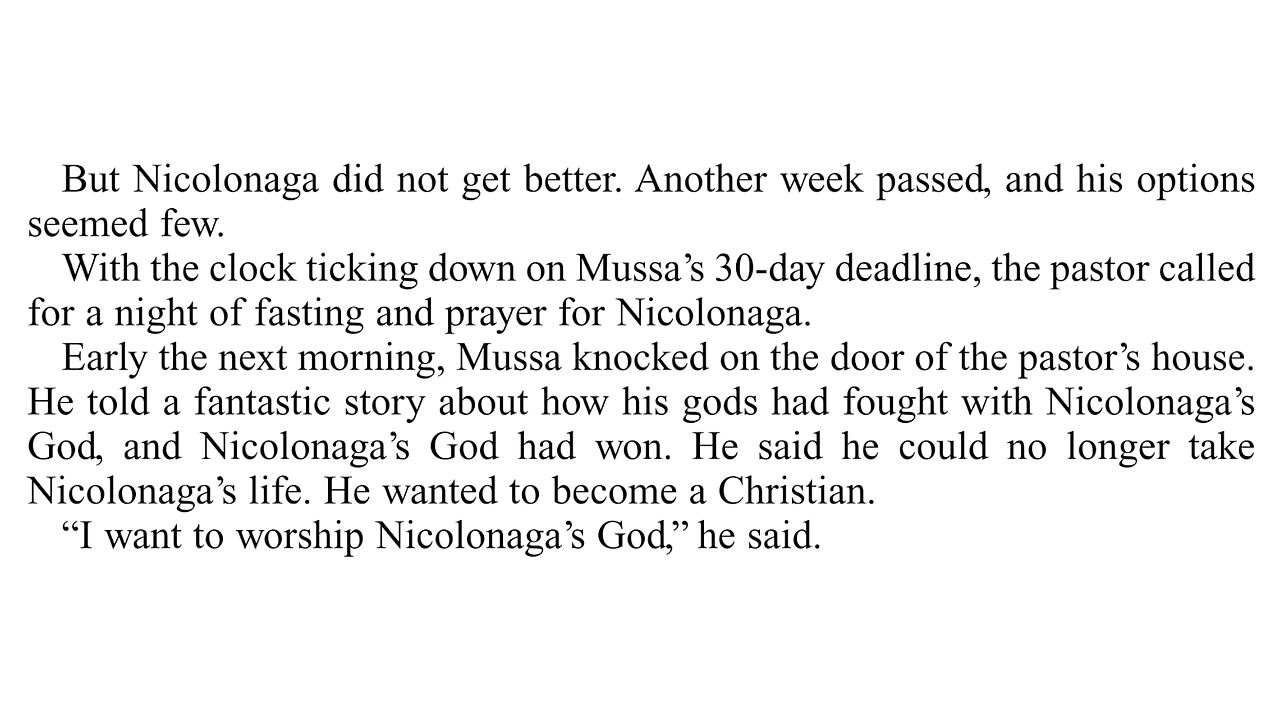 But Nicolonaga did not get better. Another week passed, and his options
seemed few.
With the clock ticking down on Mussa’s 30-day deadline, the pastor called
for a night of fasting and prayer for Nicolonaga.
Early the next morning, Mussa knocked on the door of the pastor’s house.
He told a fantastic story about how his gods had fought with Nicolonaga’s
God, and Nicolonaga’s God had won. He said he could no longer take
Nicolonaga’s life. He wanted to become a Christian.
“I want to worship Nicolonaga’s God,” he said.